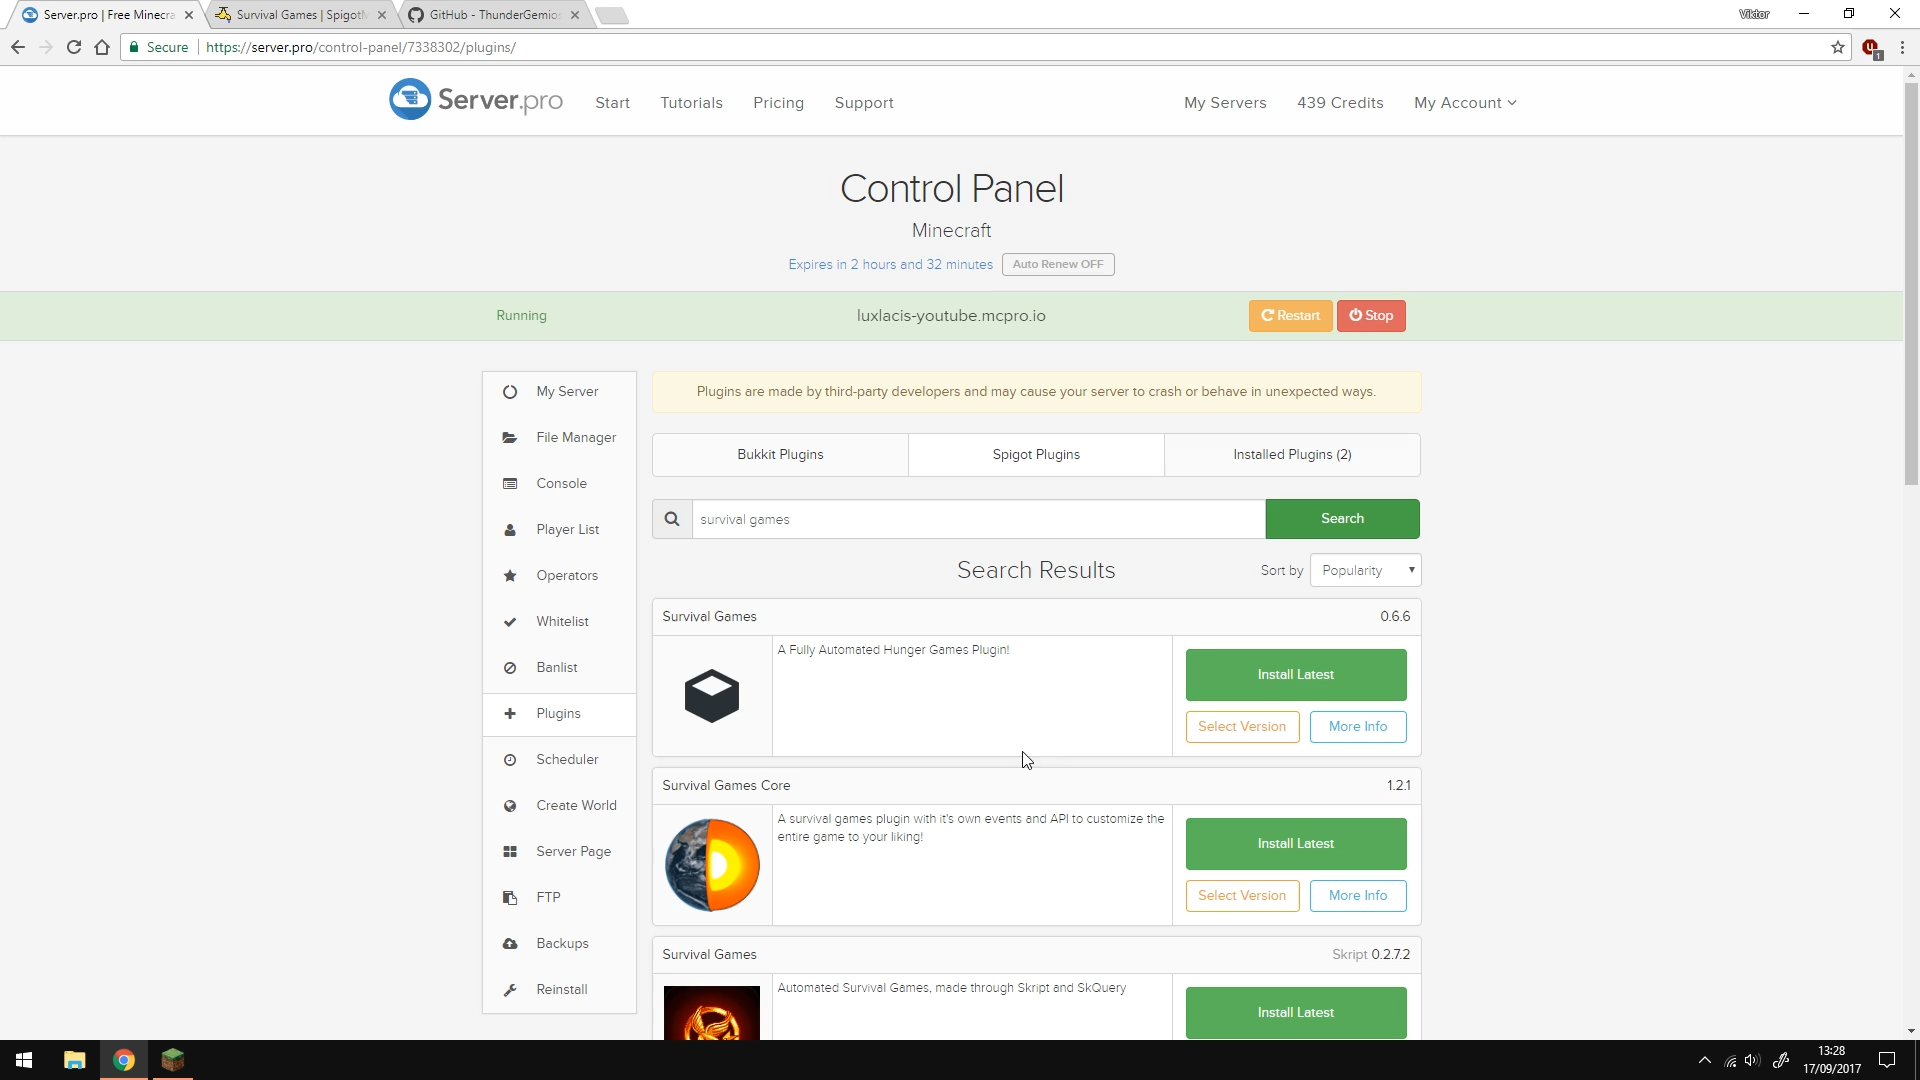 Server.pro | Free Minecra
Survival Games | SpigotM
GitHub - ThunderGemios
Viktor
Secure
https://server.pro/control-panel/7338302/plugins/
1
Server.pro
Start
Tutorials
Pricing
Support
My Servers
439 Credits
My Account
Control Panel
Minecraft
Expires in 2 hours and 32 minutes
Auto Renew OFF
Running
luxlacis-youtube.mcpro.io
Restart
Stop
My Server
File Manager
Console
Player List
Operators
Whitelist
Banlist
Plugins
Scheduler
Create World
Server Page
FTP
Backups
Reinstall
Plugins are made by third-party developers and may cause your server to crash or behave in unexpected ways.
Bukkit Plugins
Spigot Plugins
Installed Plugins (2)
survival games
Search
Search Results
Sort by
Popularity
Survival Games
0.6.6
A Fully Automated Hunger Games Plugin!
Install Latest
Select Version
More Info
Survival Games Core
1.2.1
A survival games plugin with it's own events and API to customize the
entire game to your liking!
Install Latest
Select Version
More Info
Survival Games
Skript 0.2.7.2
Automated Survival Games, made through Skript and SkQuery
Install Latest
13:28
17/09/2017